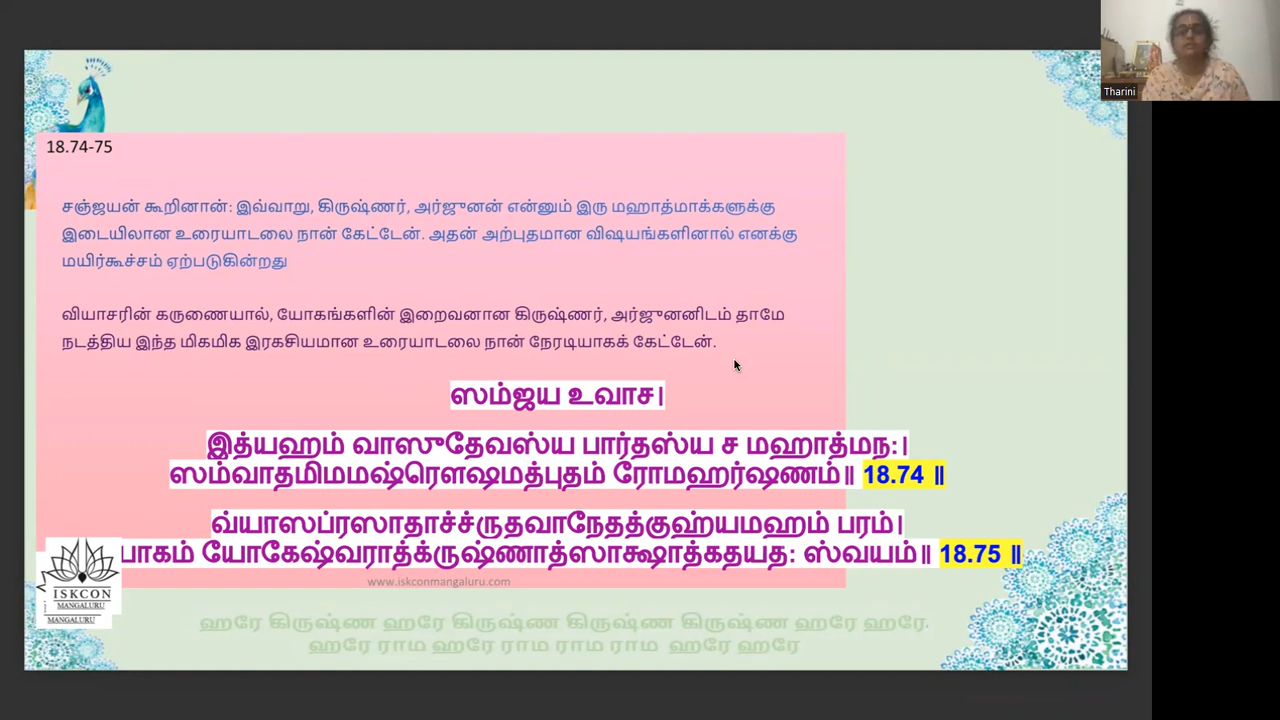 Tharini
18.74-75
சஞ்ஜயன் கூறினான்: இவ்வாறு, கிருஷ்ணர், அர்ஜுனன் என்னும் இரு மஹாத்மாக்களுக்கு
இடையிலான உரையாடலை நான் கேட்டேன். அதன் அற்புதமான விஷயங்களினால் எனக்கு
மயிர்கூச்சம் ஏற்படுகின்றது
வியாசரின் கருணையால், யோகங்களின் இறைவனான கிருஷ்ணர், அர்ஜுனனிடம் தாமே
நடத்திய இந்த மிகமிக இரகசியமான உரையாடலை நான் நேரடியாகக் கேட்டேன்.
ஸம்ஜய உவாச|
இத்யஹம் வாஸுதேவஸ்ய பார்தஸ்ய ச மஹாத்மந:|
ஸம்வாதமிமமஷ்ரௌஷமத்புதம் ரோமஹர்ஷணம்॥ 18.74 ॥
வ்யாஸப்ரஸாதாச்ச்ருதவாநேதத்குஹ்யமஹம் பரம்|
யோகேஷ்வராத்க்ருஷ்ணாத்ஸாக்ஷாத்கதயத: ஸ்வயம்॥ 18.75 ॥
www.iskconmangaluru.com
ISKCON
MANGALURU
MANGALURU
ஹரே கிருஷ்ண ஹரே கிருஷ்ண கிருஷ்ண கிருஷ்ண ஹரே ஹரே.
ஹரே ராம ஹரே ராம ராம ராம ஹரே ஹரே